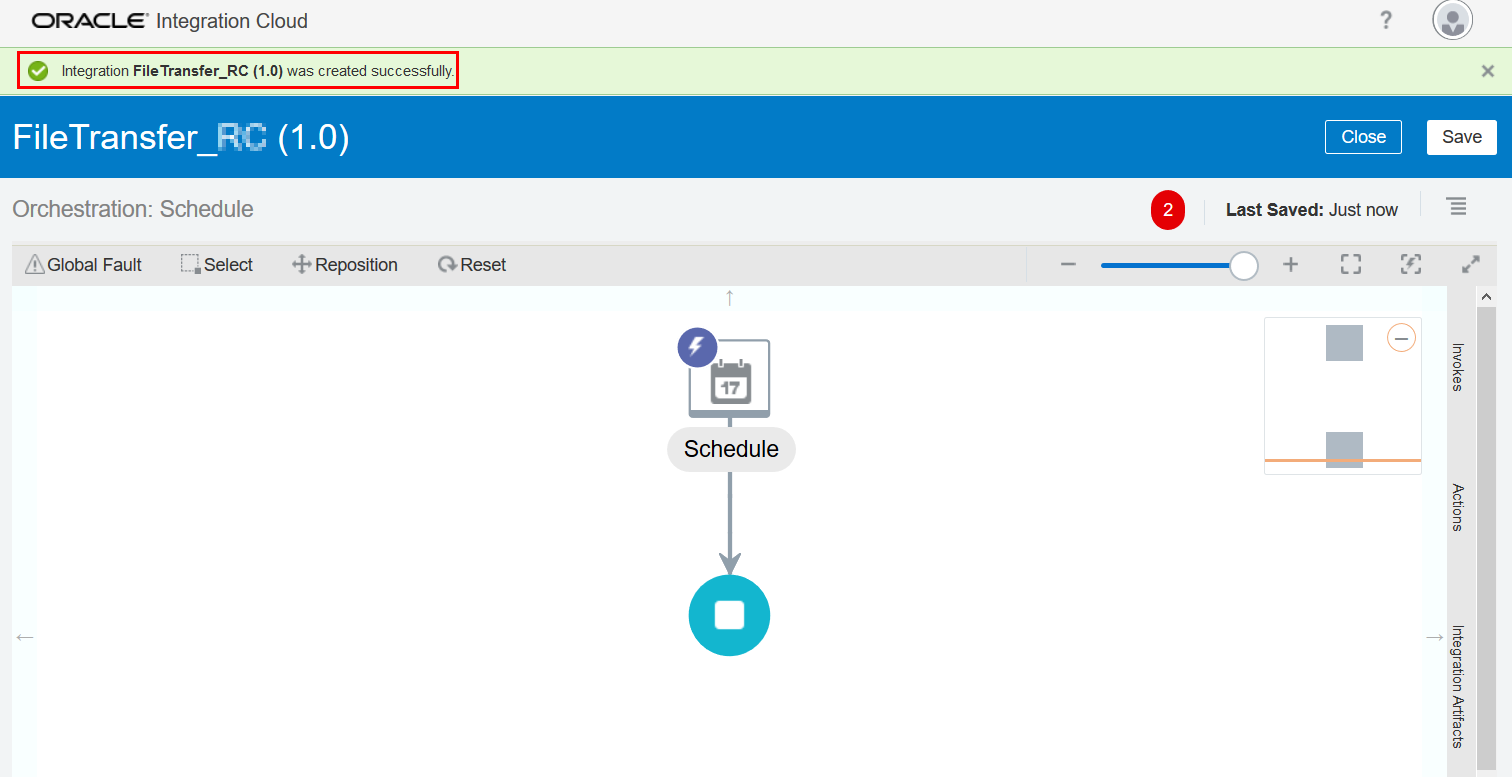 ORACLE Integration Cloud
?
Integration FileTransfer_RC (1.0) was created successfully.
FileTransfer_RC (1.0)
Close
Save
Orchestration: Schedule
2
Last Saved: Just now
Global Fault
Select
Reposition
Reset
17
Schedule
Invokes
Actions
Integration Artifacts